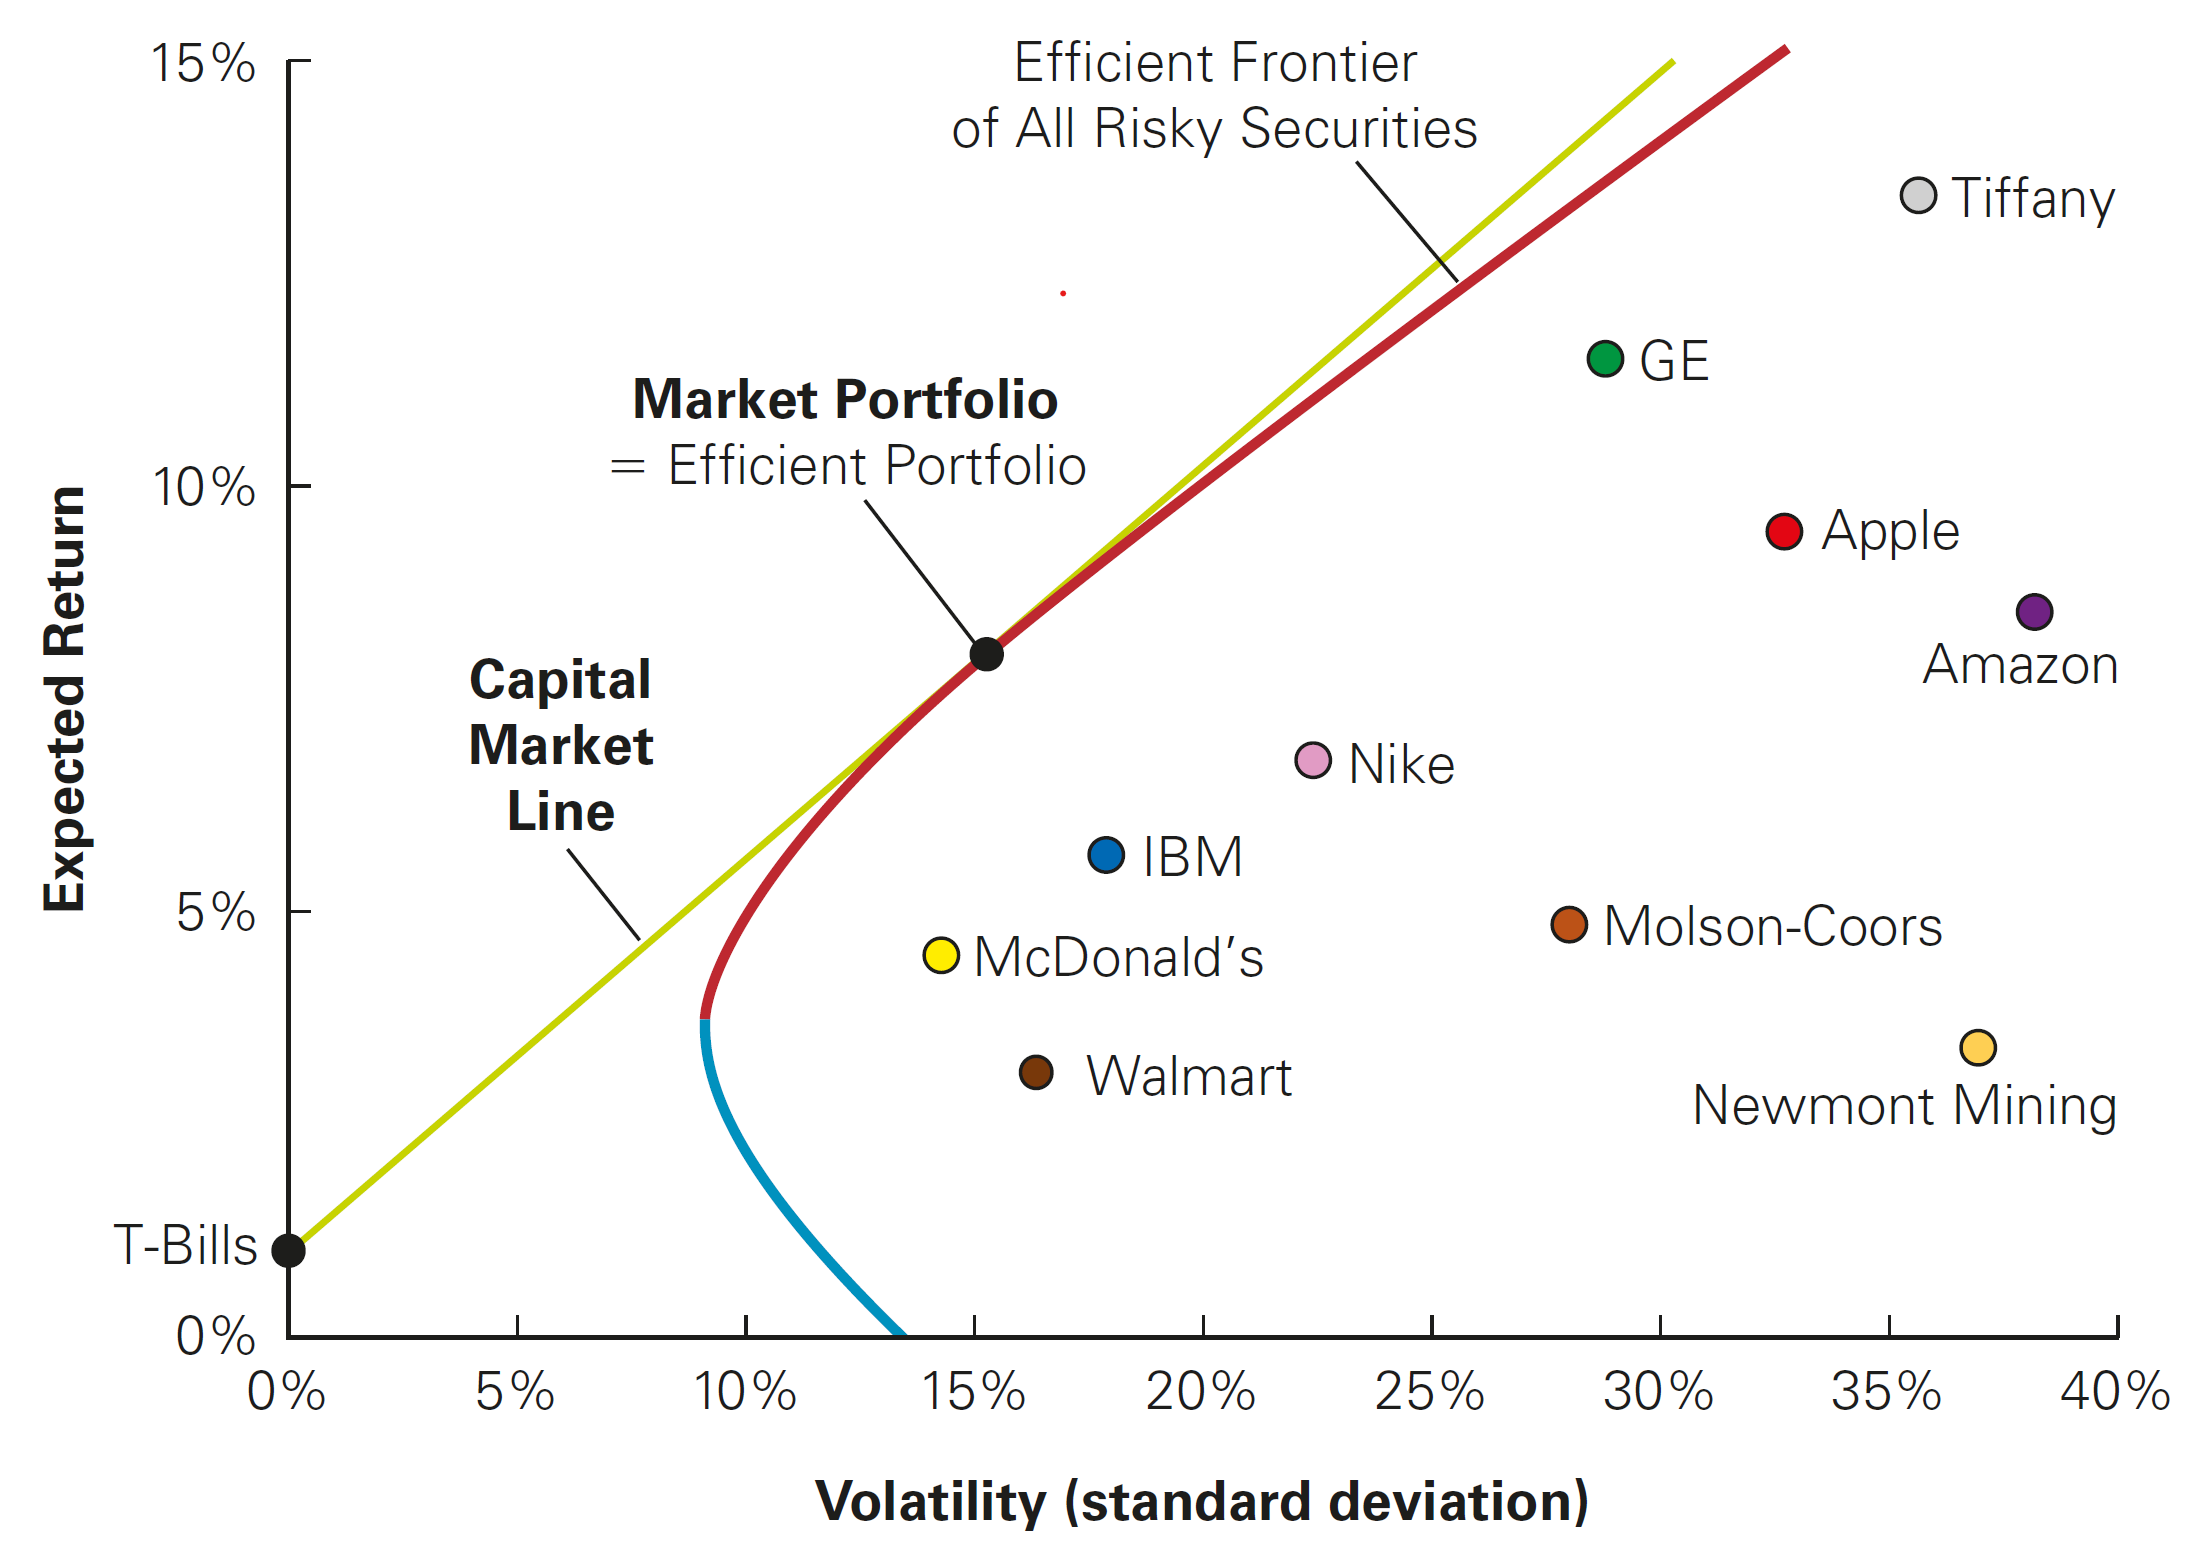 15%
Efficient Frontier
of All Risky Securities
Tiffany
GE
Market Portfolio
= Efficient Portfolio
10%
Apple
Amazon
Capital
Market
Line
Nike
IBM
Expected Return
5%
Molson-Coors
McDonald’s
Walmart
Newmont Mining
T-Bills
0%
0% 5% 10% 15% 20% 25% 30% 35% 40%
Volatility (standard deviation)